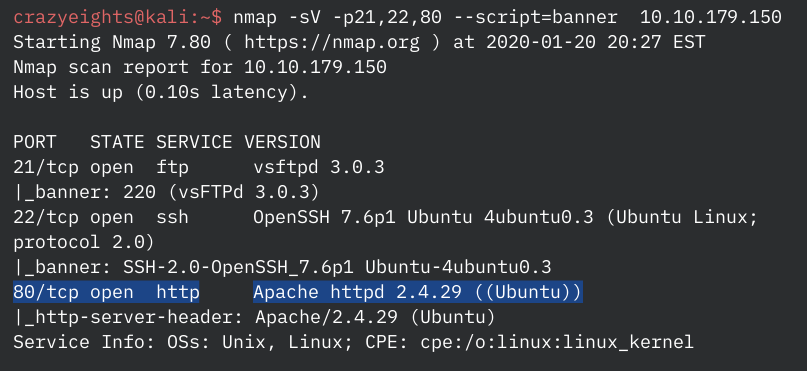 crazyeights@kali:~$ nmap -sV -p21,22,80 --script=banner  10.10.179.150
Starting Nmap 7.80 ( https://nmap.org ) at 2020-01-20 20:27 EST
Nmap scan report for 10.10.179.150
Host is up (0.10s latency).

PORT   STATE SERVICE VERSION
21/tcp open  ftp     vsftpd 3.0.3
|_banner: 220 (vsFTPd 3.0.3)
22/tcp open  ssh     OpenSSH 7.6p1 Ubuntu 4ubuntu0.3 (Ubuntu Linux;
protocol 2.0)
|_banner: SSH-2.0-OpenSSH_7.6p1 Ubuntu-4ubuntu0.3
80/tcp open  http    Apache httpd 2.4.29 ((Ubuntu))
|_http-server-header: Apache/2.4.29 (Ubuntu)
Service Info: OSs: Unix, Linux; CPE: cpe:/o:linux:linux_kernel